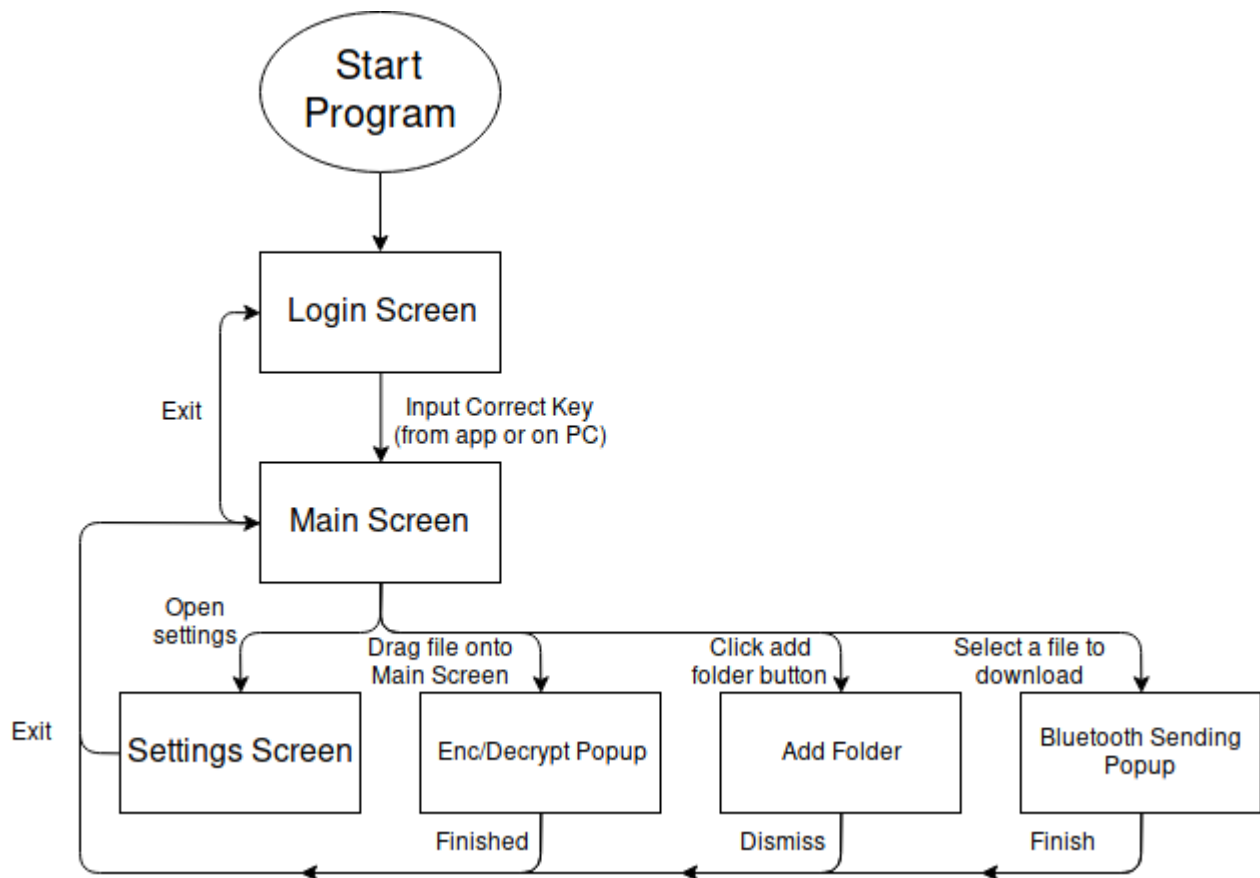 Start
Program
Login Screen
Exit
Input Correct Key
(from app or on PC)
Main Screen
Open
settings
Drag file onto
Main Screen
Click add
folder button
Select a file to
download
Exit
Settings Screen
Enc/Decrypt Popup
Add Folder
Bluetooth Sending
Popup
Finished
Dismiss
Finish